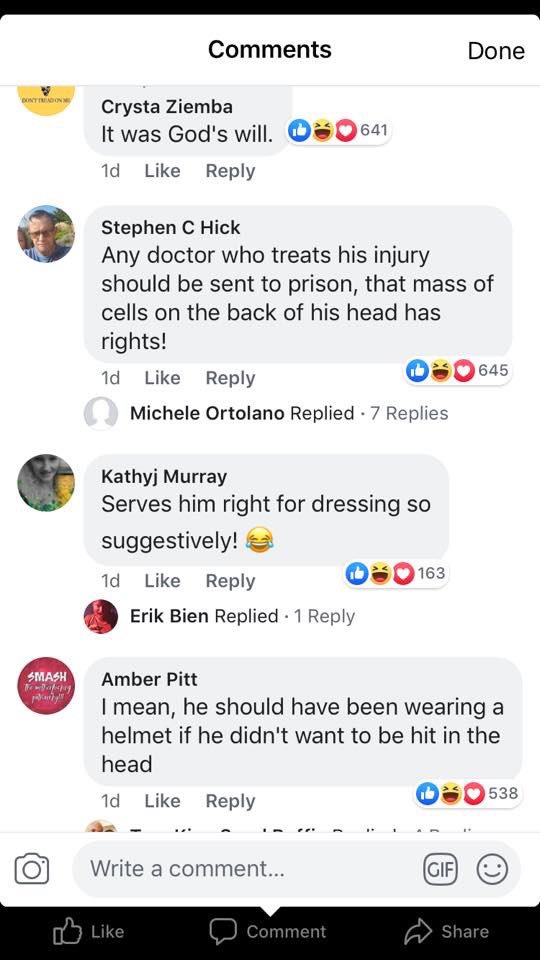 Comments
Done
DON'T TREAD ON ME
Crysta Ziemba
It was God's will.
641
1d Like Reply
Stephen C Hick
Any doctor who treats his injury
should be sent to prison, that mass of
cells on the back of his head has
rights!
645
1d Like Reply
Michele Ortolano Replied · 7 Replies
Kathyj Murray
Serves him right for dressing so
suggestively! 😂
163
1d Like Reply
Erik Bien Replied · 1 Reply
SMASH
Amber Pitt
I mean, he should have been wearing a
helmet if he didn't want to be hit in the
head
538
1d Like Reply
Write a comment...
GIF
Like
Comment
Share